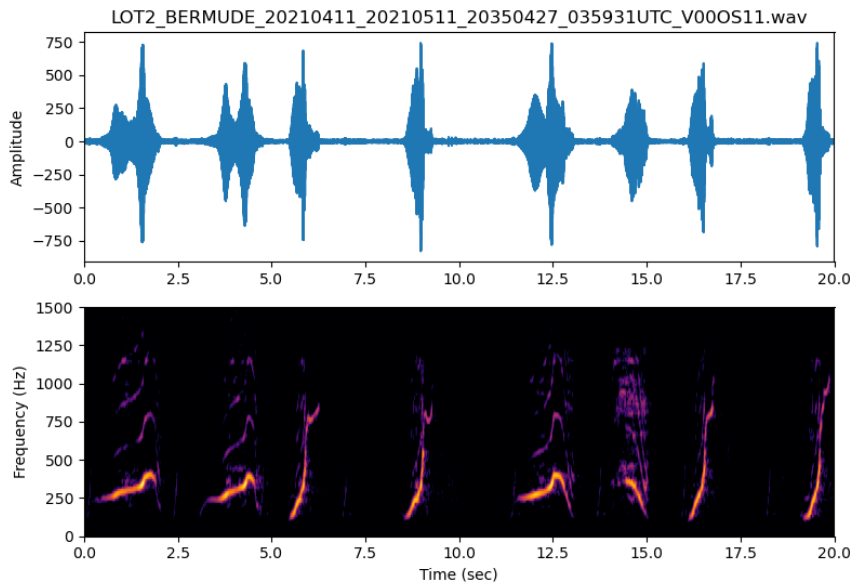 LOT2_BERMUDE_20210411_20210511_20350427_035931UTC_V00OS11.wav
750
500
250
0
−250
−500
−750
Amplitude
0.0 2.5 5.0 7.5 10.0 12.5 15.0 17.5 20.0
1500
1250
1000
750
500
250
0
Frequency (Hz)
0.0 2.5 5.0 7.5 10.0 12.5 15.0 17.5 20.0
Time (sec)